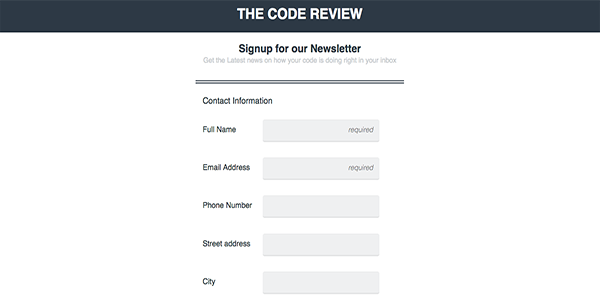 THE CODE REVIEW
Signup for our Newsletter
Get the Latest news on how your code is doing right in your inbox
Contact Information
Full Name required
Email Address required
Phone Number
Street address
City